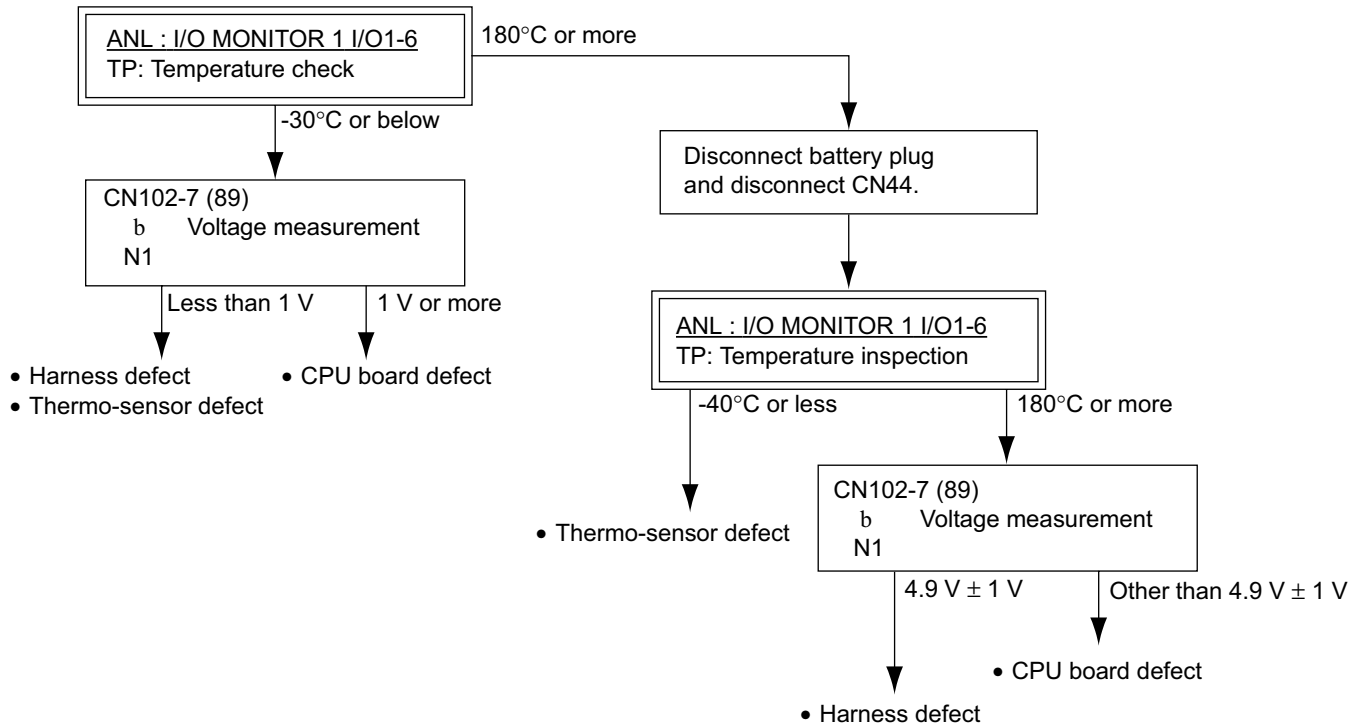 ANL : I/O MONITOR 1 I/O1-6
TP: Temperature check
180°C or more
-30°C or below
Disconnect battery plug
and disconnect CN44.
CN102-7 (89)
b Voltage measurement
N1
Less than 1 V
1 V or more
• Harness defect
• Thermo-sensor defect
• CPU board defect
ANL : I/O MONITOR 1 I/O1-6
TP: Temperature inspection
-40°C or less
180°C or more
• Thermo-sensor defect
CN102-7 (89)
b Voltage measurement
N1
4.9 V ± 1 V
Other than 4.9 V ± 1 V
• CPU board defect
• Harness defect